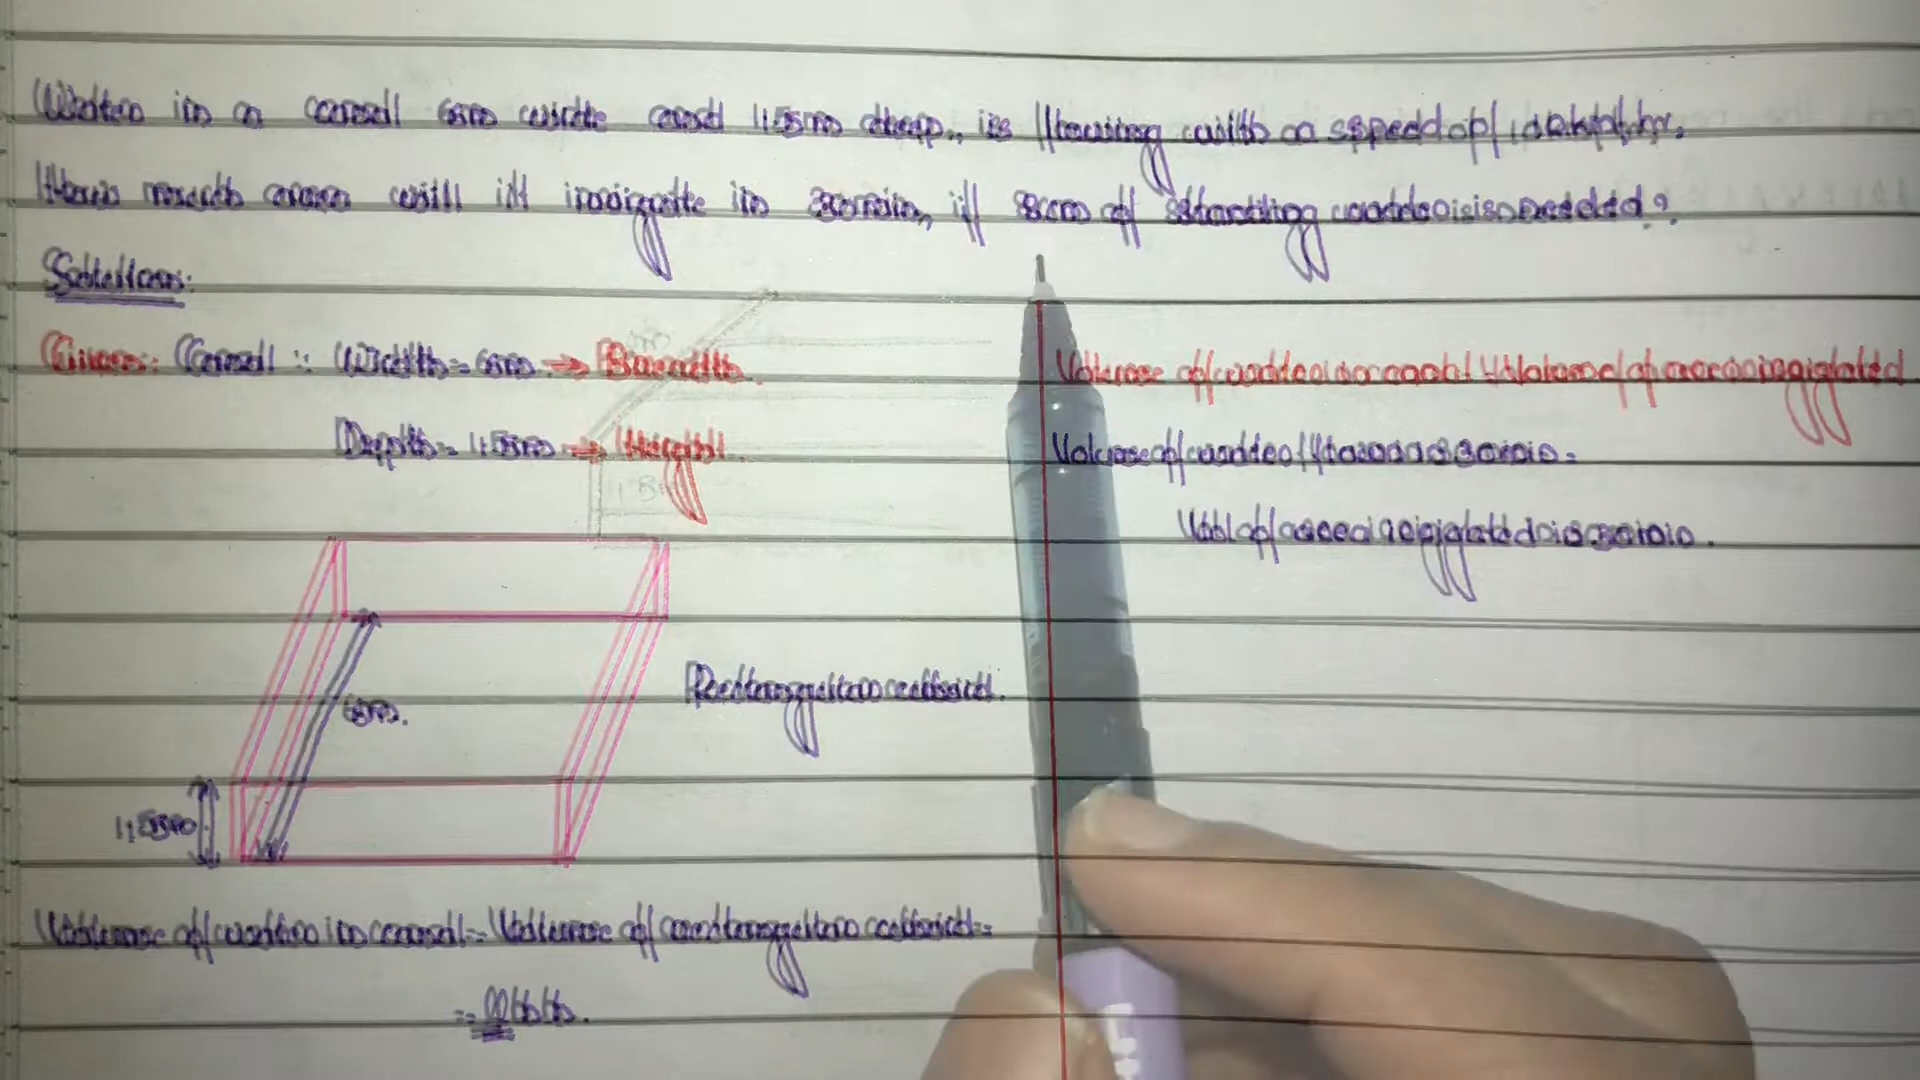 Water in a canal 6m wide and 1.5m deep, is flowing with a speed of 10km/hr.
How much area will it irrigate in 30min, if 8cm of standing water is needed?
Solution:
Given: Canal : Width = 6m → Breadth.
Depth = 1.5m → Height.
6m.
Rectangular cuboid.
1.5m
Volume of water in canal = Volume of rectangular cuboid =
= lbh.
Volume of water in canal = Volume of area irrigated
Volume of water flows in 30min =
Vol. of area irrigated in 30min.